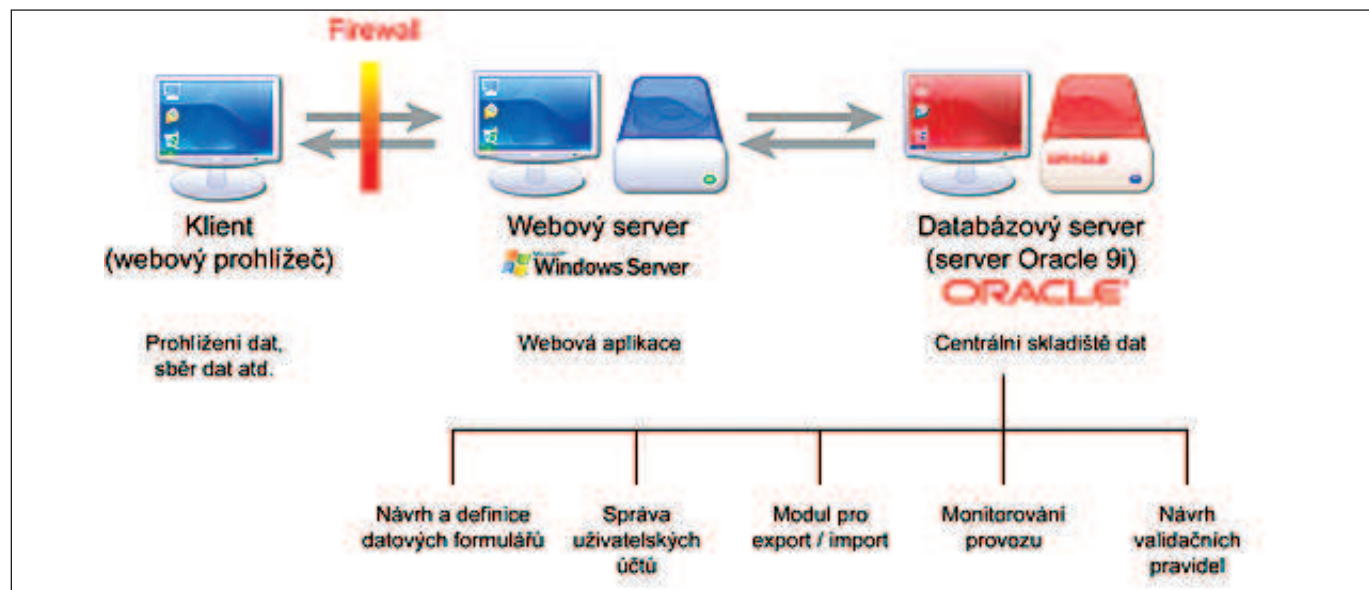 Firewall
Klient
(webový prohlížeč)
Webový server
Microsoft
Windows Server
ORACLE
Databázový server
(server Oracle 9i)
ORACLE
Prohlížení dat,
sběr dat atd.
Webová aplikace
Centrální skladiště dat
Návrh a definice
datových formulářů
Správa
uživatelských
účtů
Modul pro
export / import
Monitorování
provozu
Návrh
validačních
pravidel